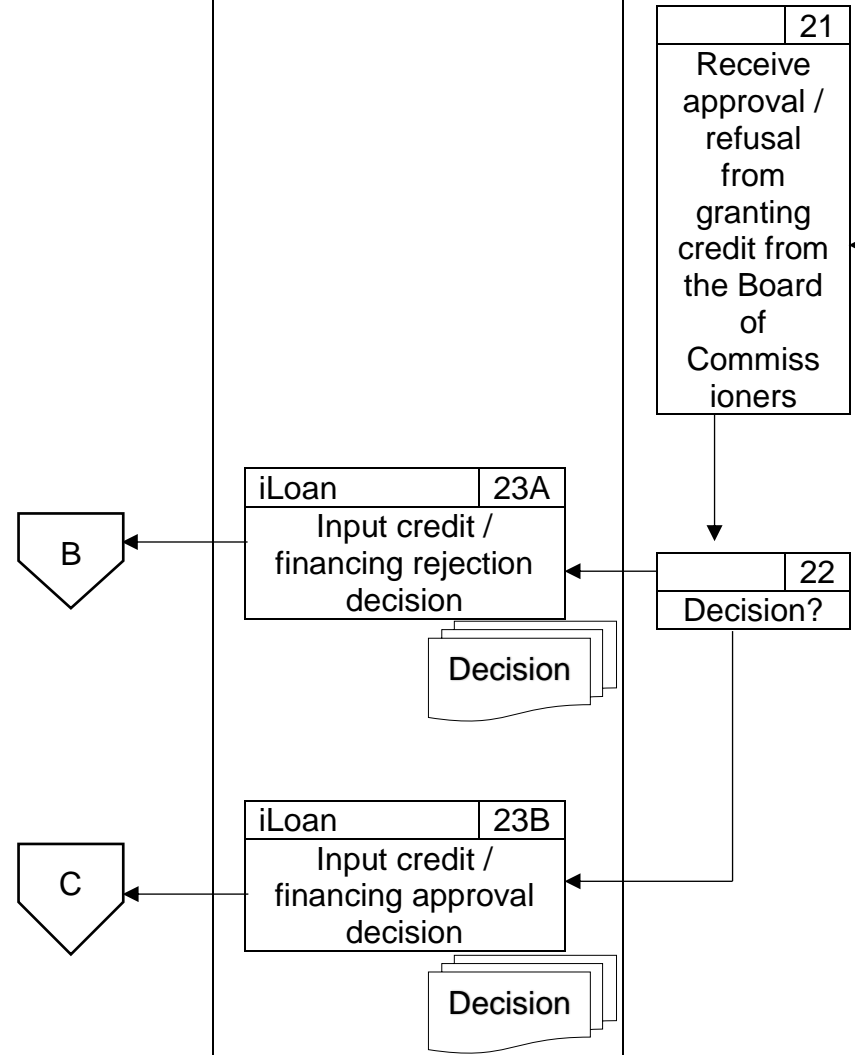 21
Receive
approval /
refusal
from
granting
credit from
the Board
of
Commiss
ioners
iLoan 23A
Input credit /
financing rejection
decision
B
22
Decision?
Decision
iLoan 23B
Input credit /
financing approval
decision
C
Decision